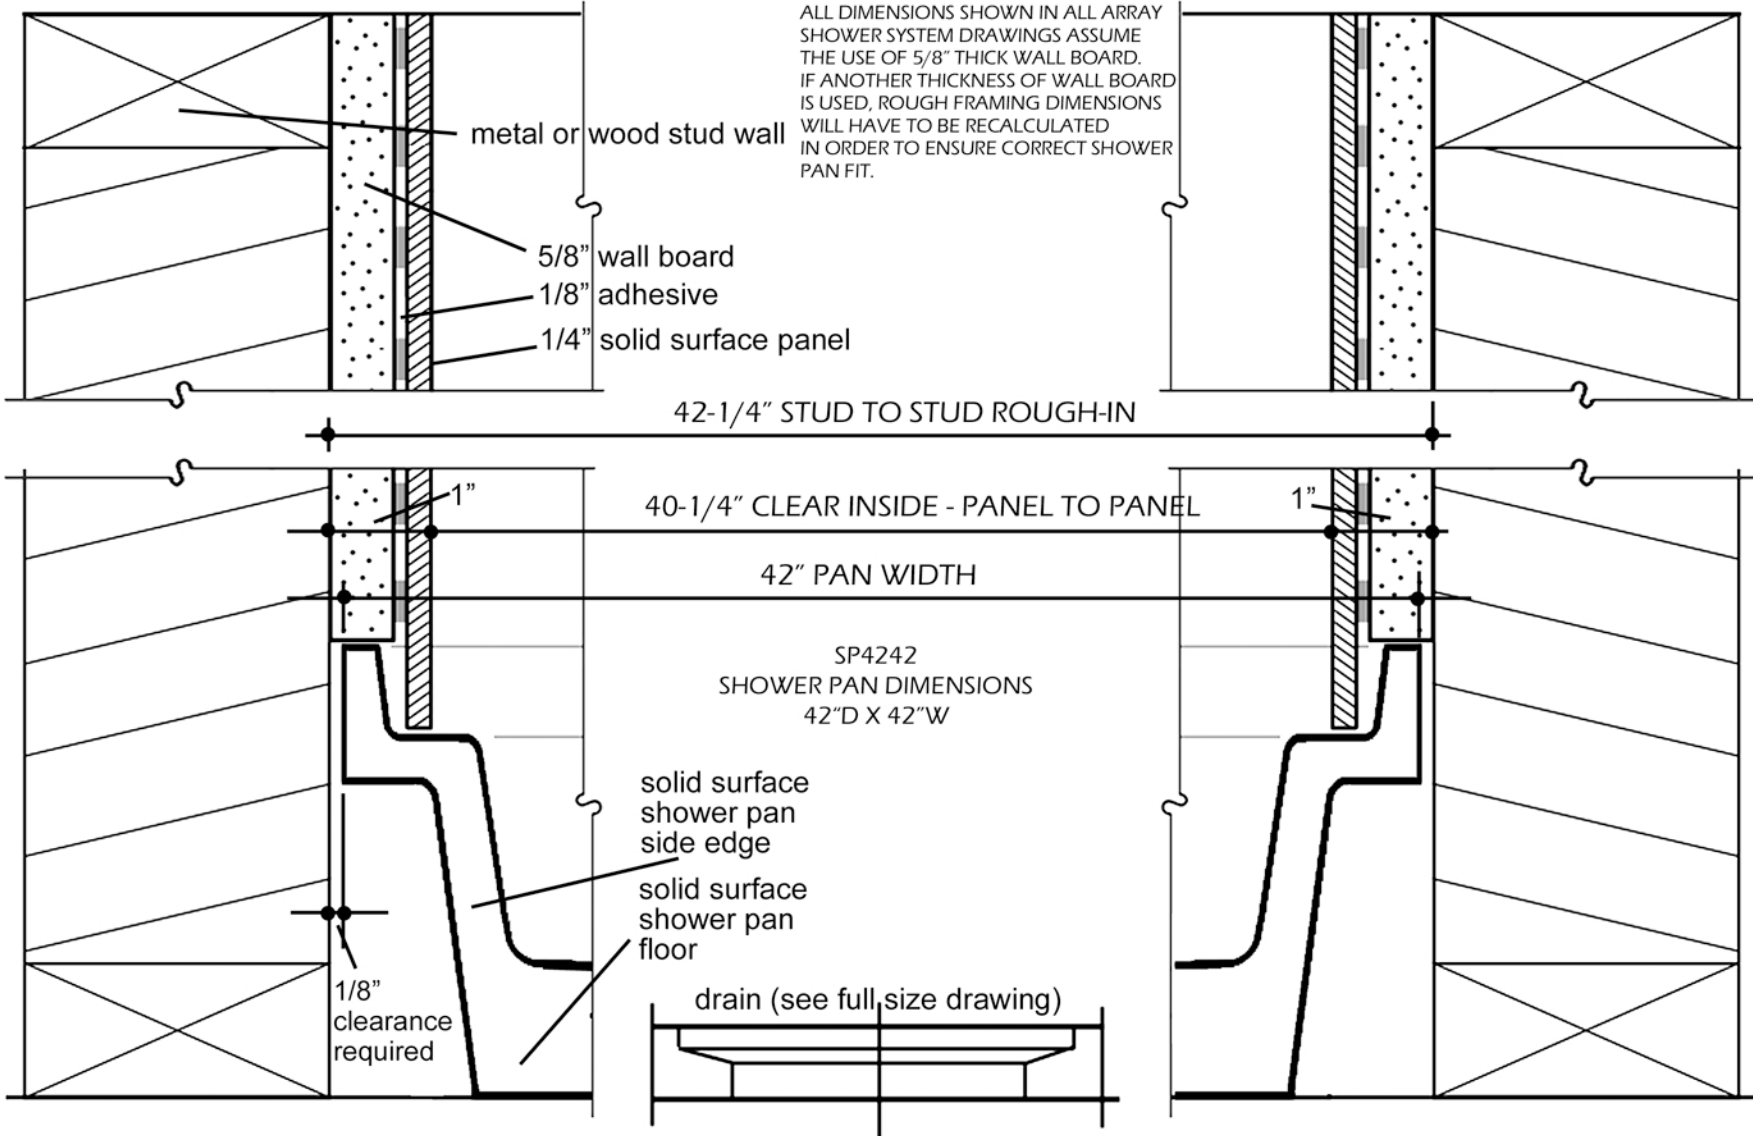 ALL DIMENSIONS SHOWN IN ALL ARRAY
SHOWER SYSTEM DRAWINGS ASSUME
THE USE OF 5/8” THICK WALL BOARD.
IF ANOTHER THICKNESS OF WALL BOARD
IS USED, ROUGH FRAMING DIMENSIONS
WILL HAVE TO BE RECALCULATED
IN ORDER TO ENSURE CORRECT SHOWER
PAN FIT.
metal or wood stud wall
5/8” wall board
1/8” adhesive
1/4” solid surface panel
42-1/4” STUD TO STUD ROUGH-IN
1”
40-1/4” CLEAR INSIDE - PANEL TO PANEL
1”
42” PAN WIDTH
SP4242
SHOWER PAN DIMENSIONS
42”D X 42”W
solid surface
shower pan
side edge
solid surface
shower pan
floor
1/8”
clearance
required
drain (see full size drawing)